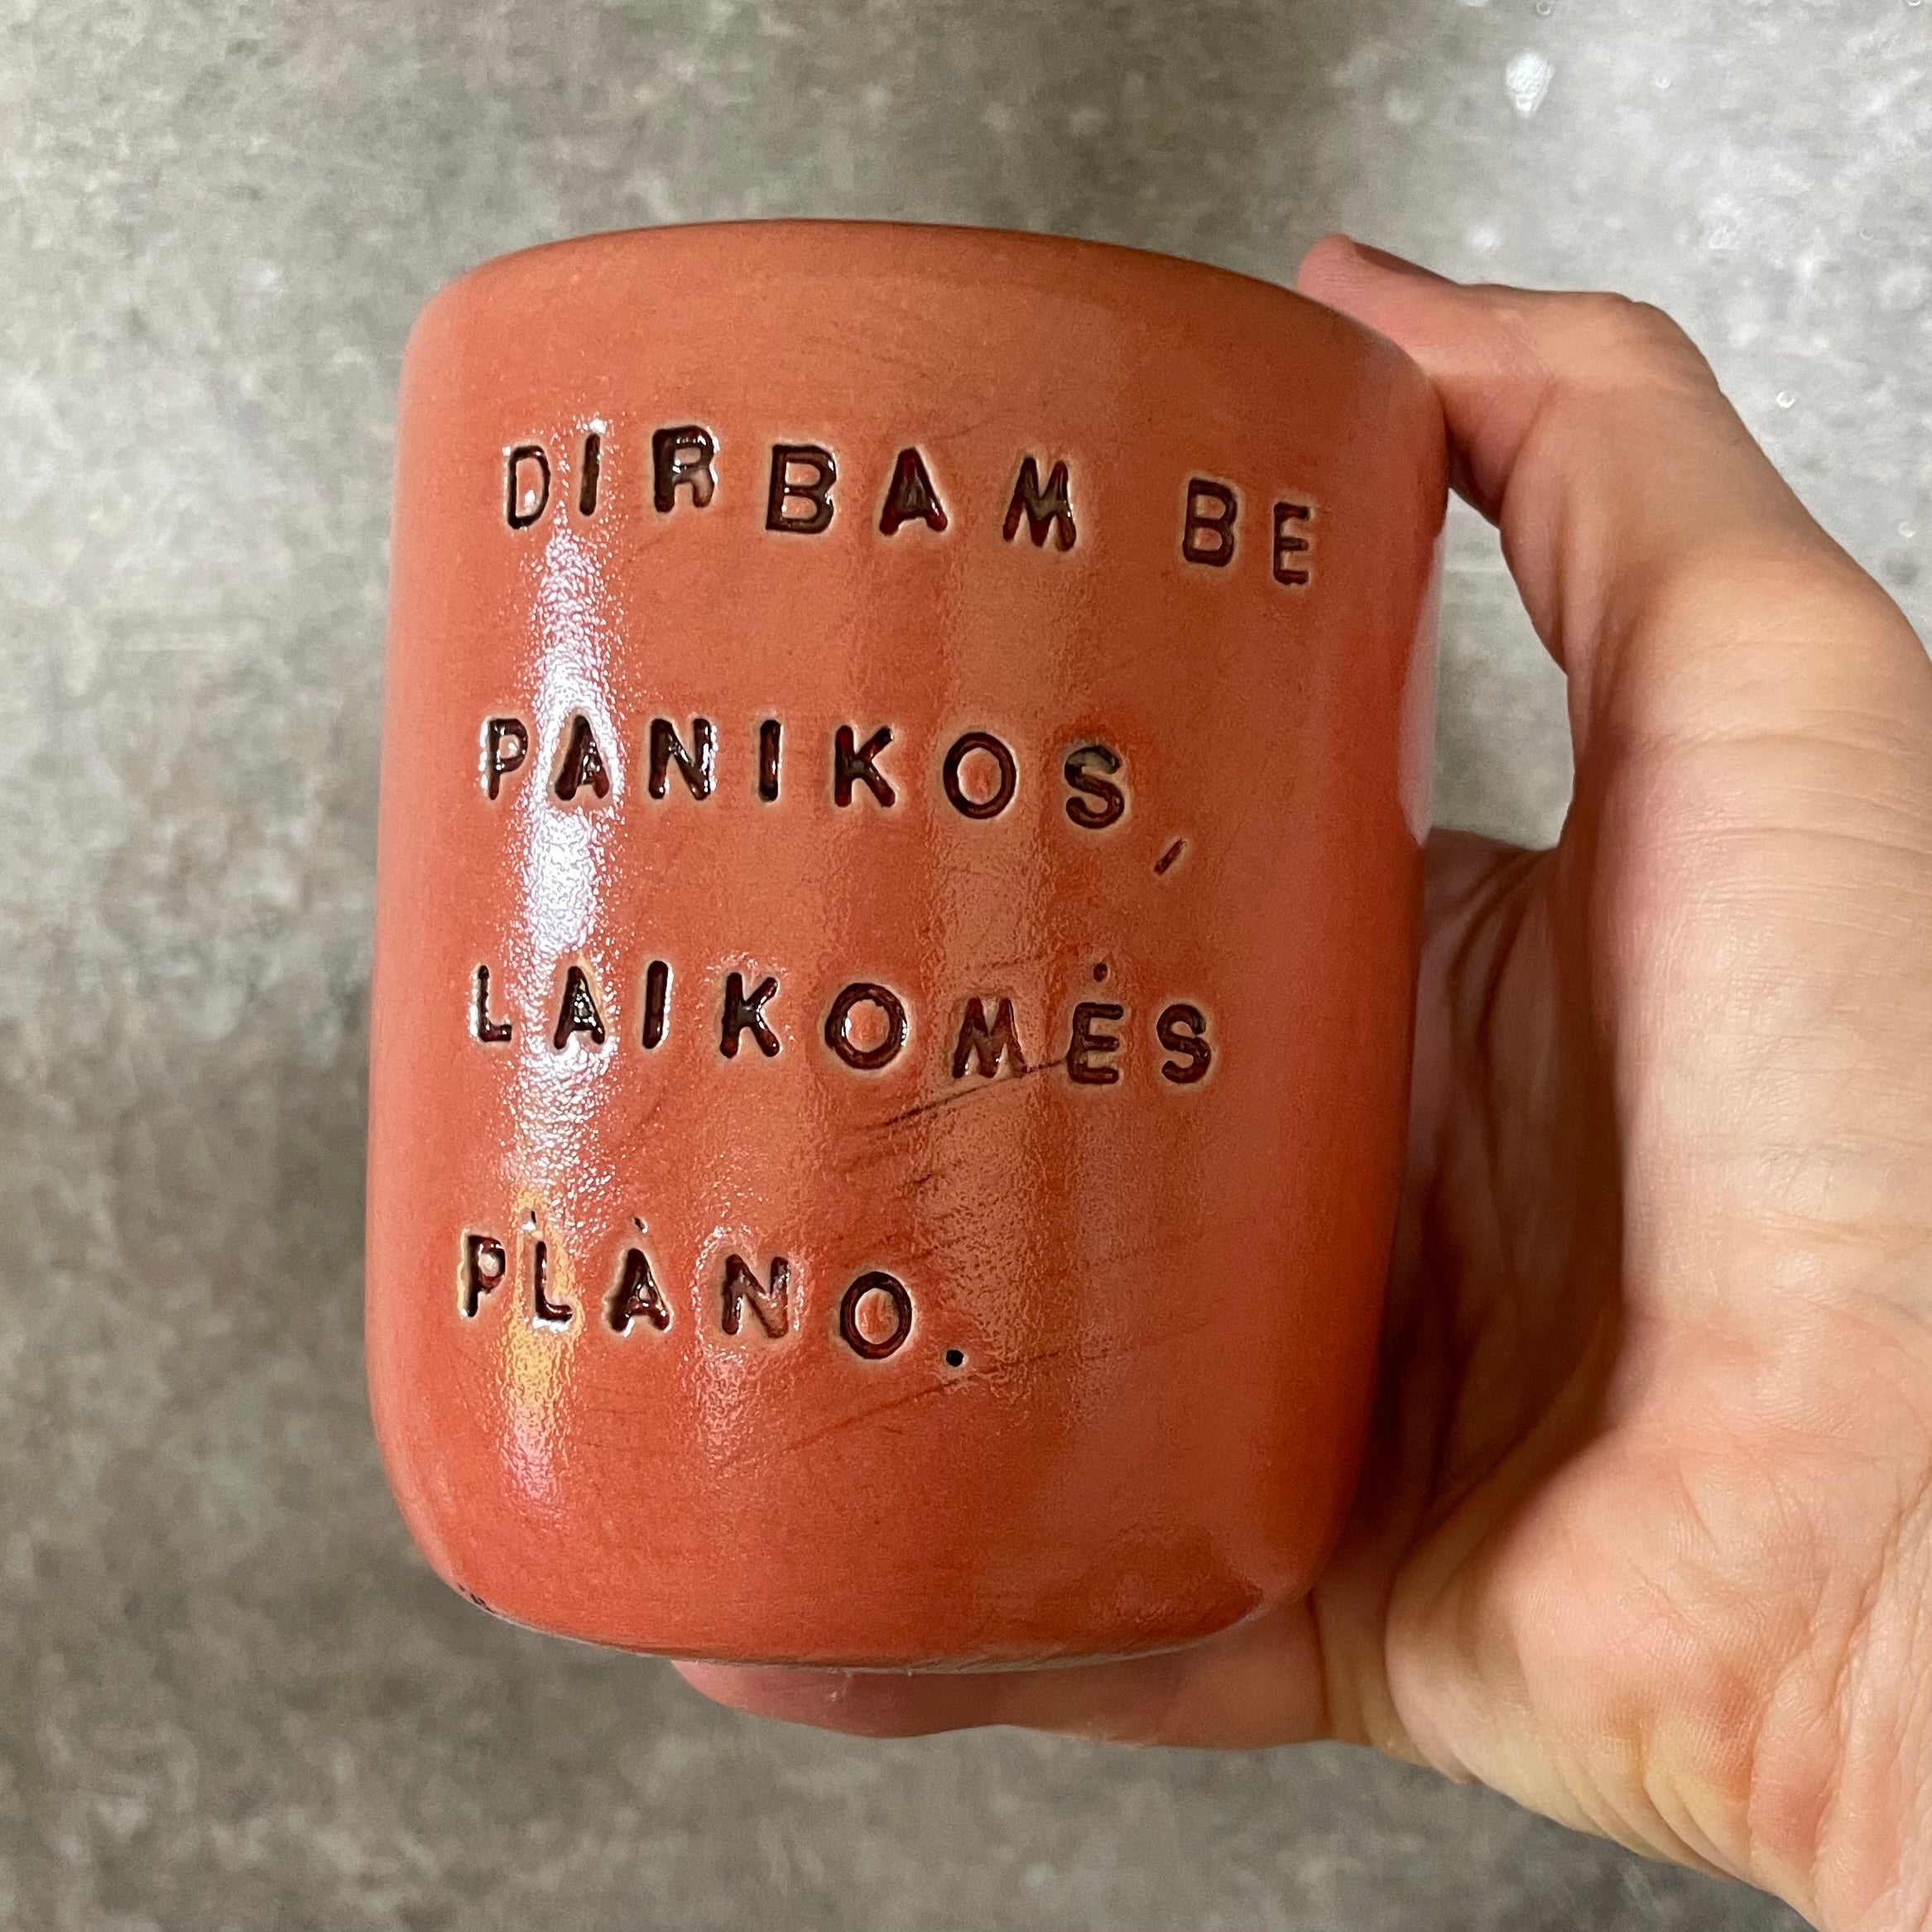 DIRBAM BE
PANIKOS,
LAIKOMĖS
PLANO.